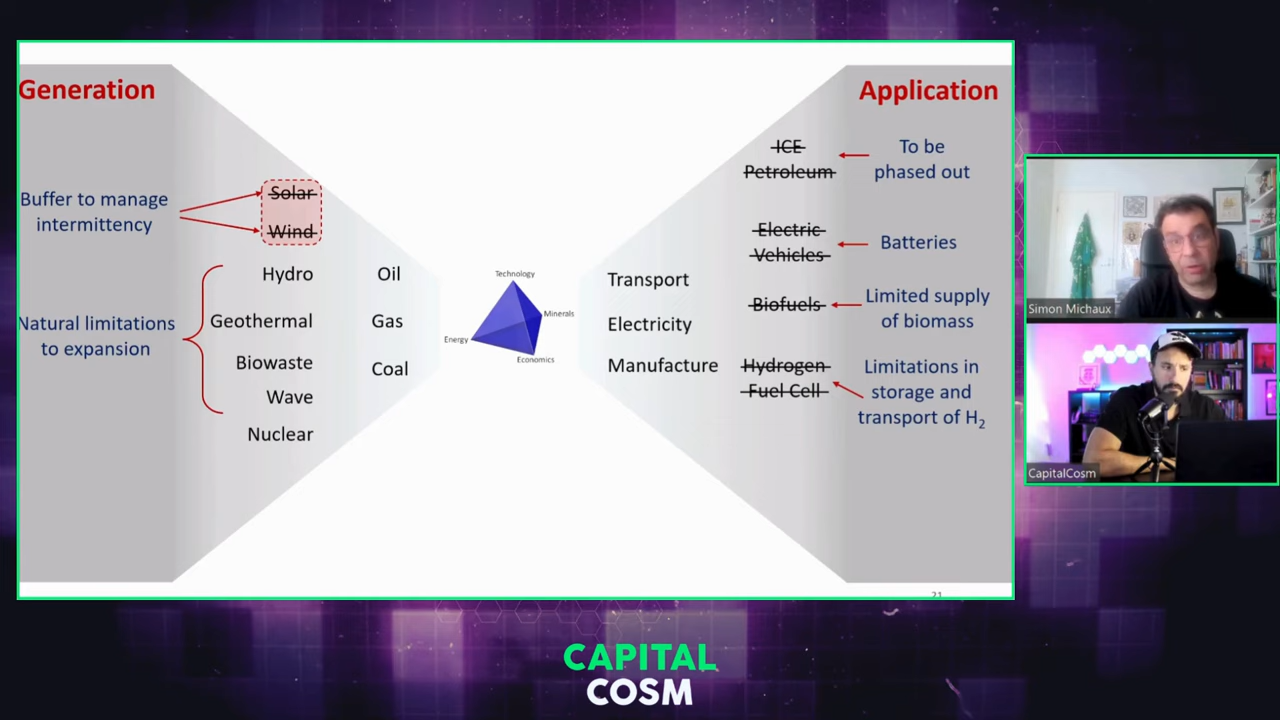 Generation
Buffer to manage
intermittency
Solar
Wind
Natural limitations
to expansion
Hydro
Geothermal
Biowaste
Wave
Nuclear
Oil
Gas
Coal
Technology
Minerals
Energy
Economics
Transport
Electricity
Manufacture
Application
ICE
Petroleum
To be
phased out
Electric
Vehicles
Batteries
Biofuels
Limited supply
of biomass
Hydrogen
Fuel Cell
Limitations in
storage and
transport of H₂
21
Simon Michaux
CapitalCosm
CAPITAL
COSM